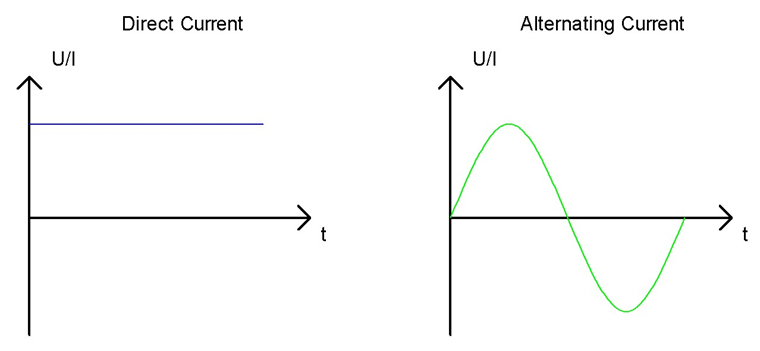 Direct Current
U/I
t
Alternating Current
U/I
t